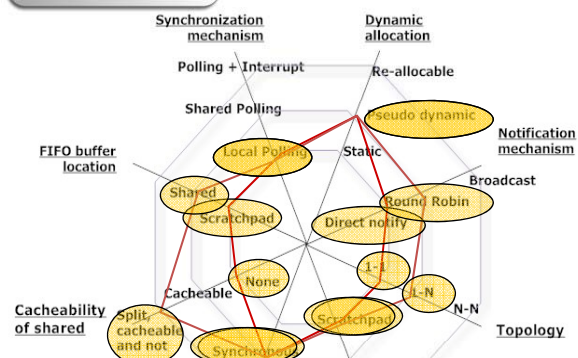 Synchronization
mechanism
Dynamic
allocation
Polling + Interrupt
Re-allocable
Shared Polling
Pseudo dynamic
Notification
mechanism
FIFO buffer
location
Local Polling
Static
Broadcast
Shared
Round Robin
Scratchpad
Direct notify
1-1
None
Cacheable
1-N
N-N
Cacheability
of shared
Split,
cacheable
and not
Scratchpad
Topology
Synchronous